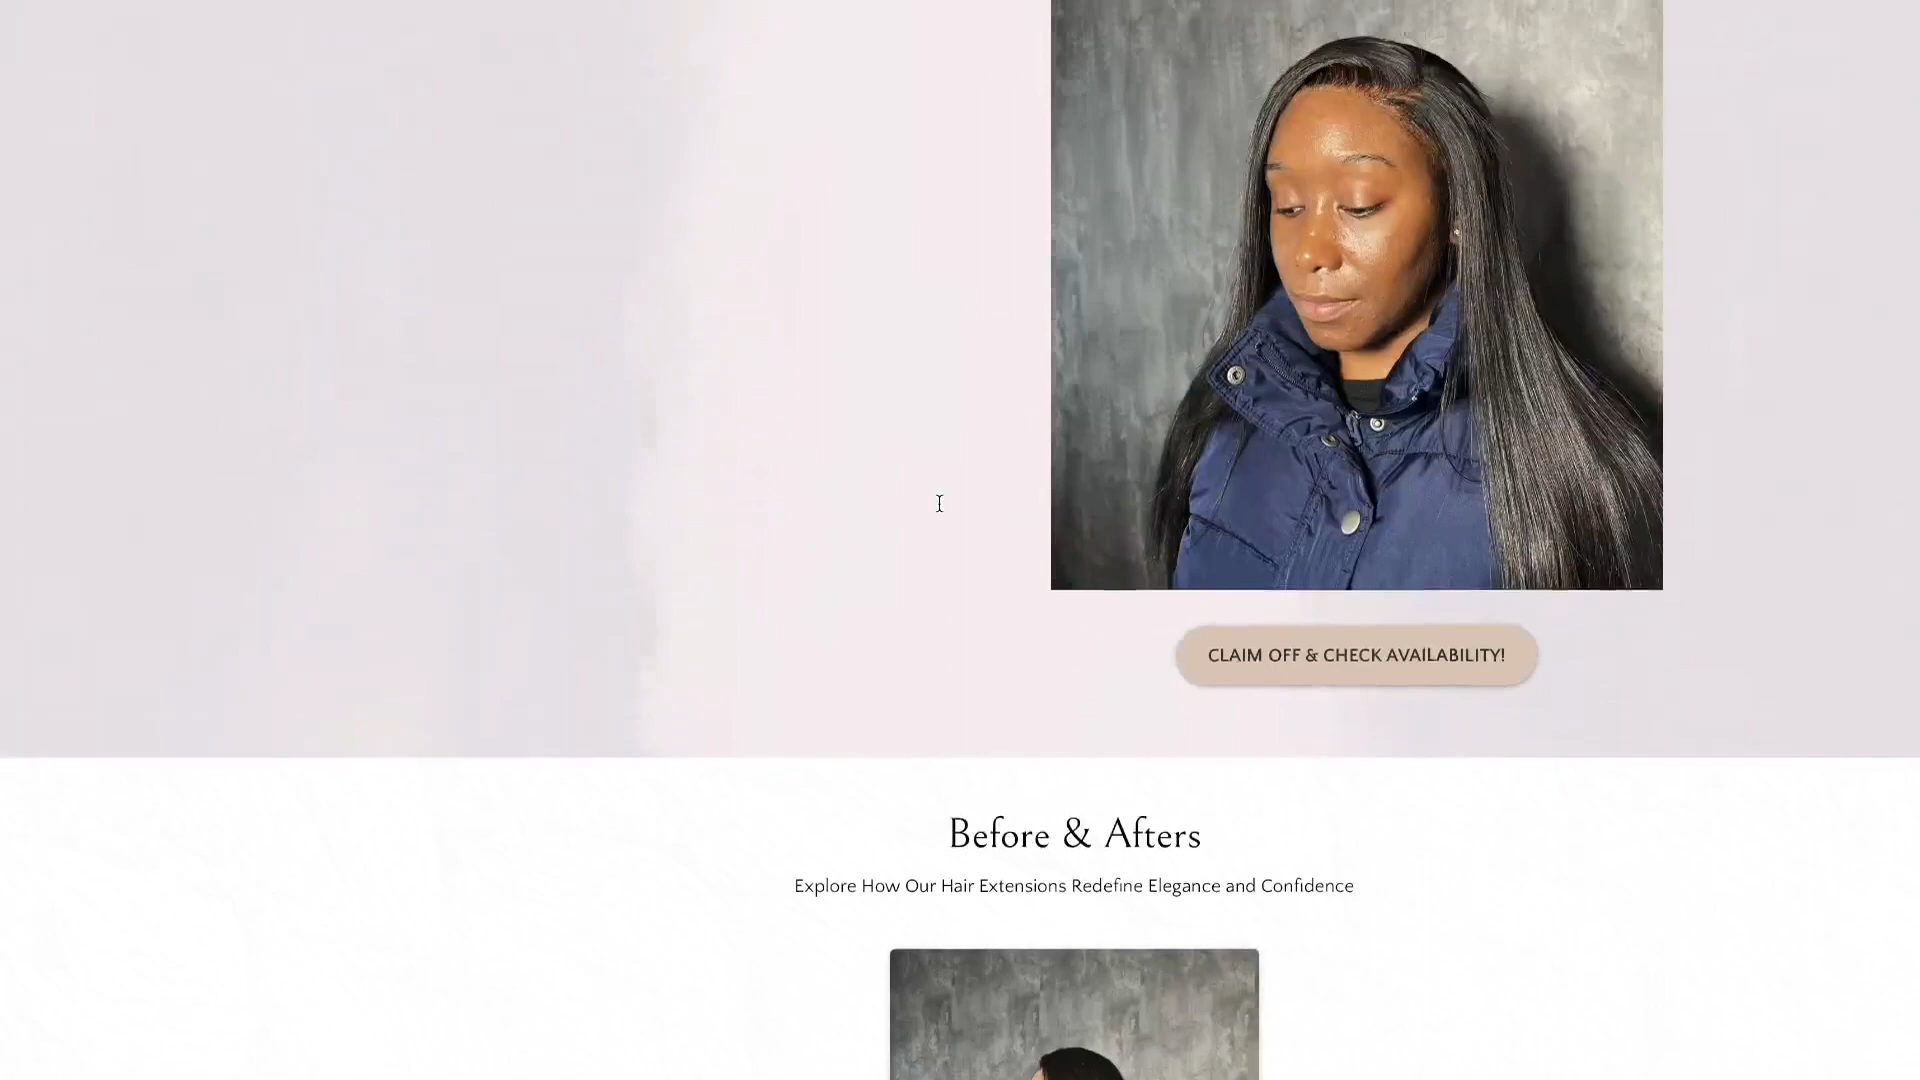 CLAIM OFF & CHECK AVAILABILITY!
Before & Afters
Explore How Our Hair Extensions Redefine Elegance and Confidence